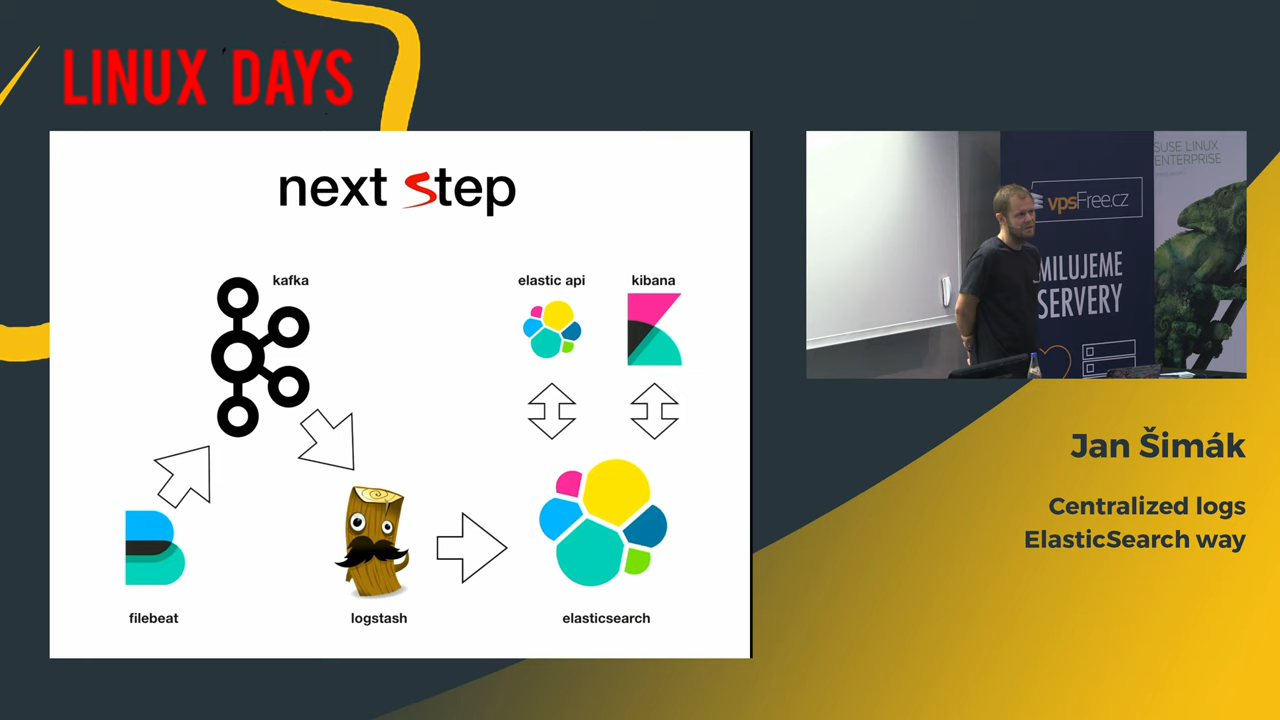 LINUX DAYS
next step
kafka
elastic api
kibana
filebeat
logstash
elasticsearch
vpsFree.cz
MILUJEME
SERVERY
SUSE LINUX
ENTERPRISE
Jan Šimák
Centralized logs
ElasticSearch way